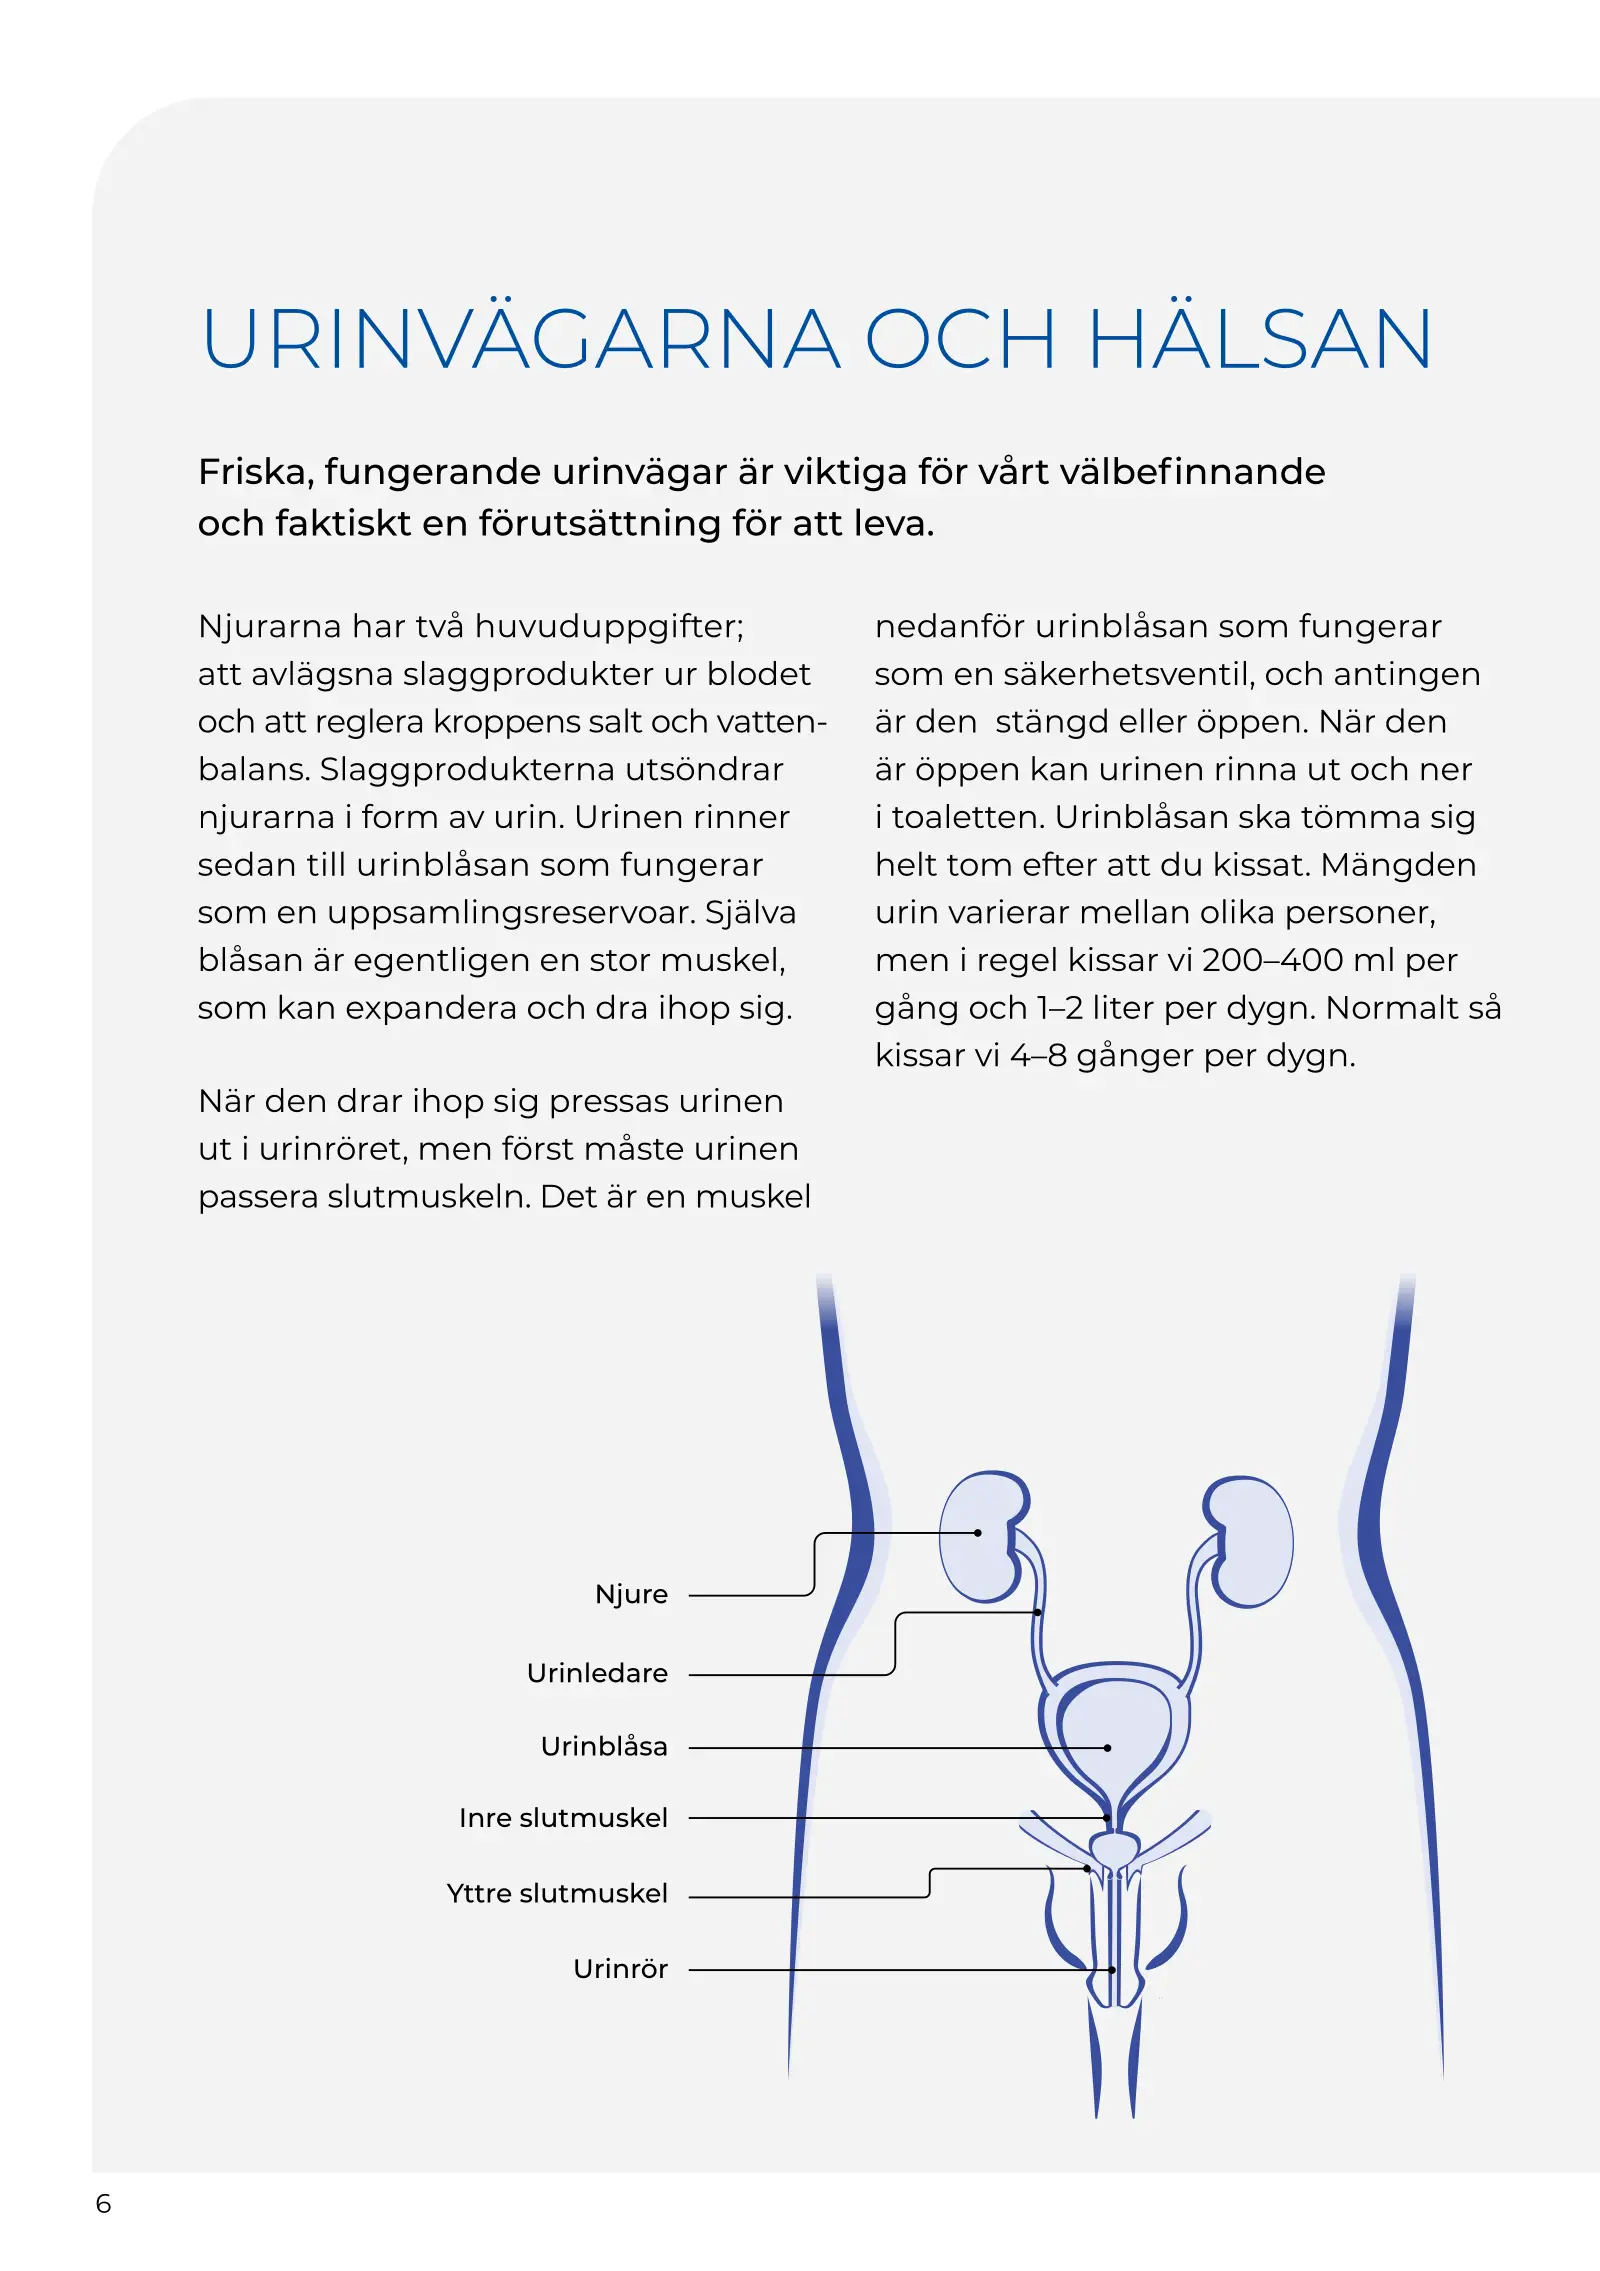 URINVÄGARNA OCH HÄLSAN
Friska, fungerande urinvägar är viktiga för vårt välbefinnande
och faktiskt en förutsättning för att leva.
Njurarna har två huvuduppgifter;
att avlägsna slaggprodukter ur blodet
och att reglera kroppens salt och vatten-
balans. Slaggprodukterna utsöndrar
njurarna i form av urin. Urinen rinner
sedan till urinblåsan som fungerar
som en uppsamlingsreservoar. Själva
blåsan är egentligen en stor muskel,
som kan expandera och dra ihop sig.
När den drar ihop sig pressas urinen
ut i urinröret, men först måste urinen
passera slutmuskeln. Det är en muskel
nedanför urinblåsan som fungerar
som en säkerhetsventil, och antingen
är den  stängd eller öppen. När den
är öppen kan urinen rinna ut och ner
i toaletten. Urinblåsan ska tömma sig
helt tom efter att du kissat. Mängden
urin varierar mellan olika personer,
men i regel kissar vi 200–400 ml per
gång och 1–2 liter per dygn. Normalt så
kissar vi 4–8 gånger per dygn.
Njure
Urinledare
Urinblåsa
Inre slutmuskel
Yttre slutmuskel
Urinrör
6